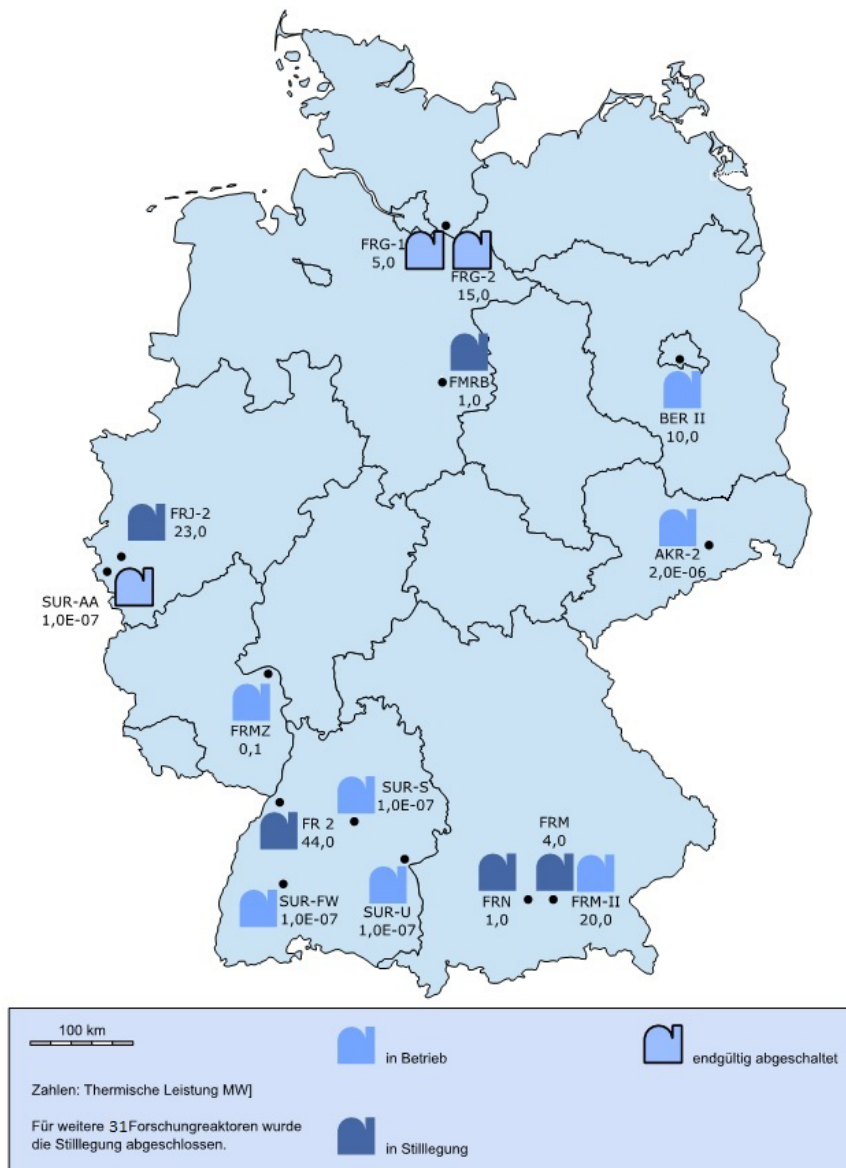 FRG-1
5,0
FRG-2
15,0
FMRB
1,0
BER II
10,0
FRJ-2
23,0
AKR-2
2,0E-06
SUR-AA
1,0E-07
FRMZ
0,1
SUR-S
1,0E-07
FR 2
44,0
FRM
4,0
SUR-FW
1,0E-07
SUR-U
1,0E-07
FRN
1,0
FRM-II
20,0
100 km
in Betrieb
endgültig abgeschaltet
Zahlen: Thermische Leistung MW]
Für weitere 31Forschungreaktoren wurde
die Stilllegung abgeschlossen.
in Stilllegung